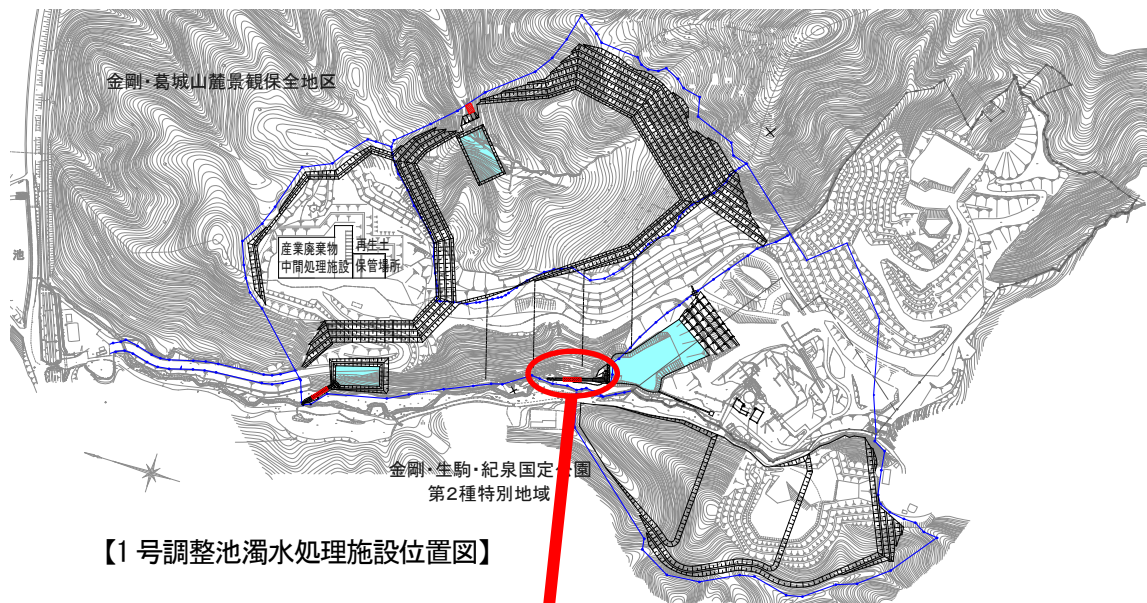 金剛・葛城山麓景観保全地区
産業廃棄物
中間処理施設
再生土
保管場所
池
金剛・生駒・紀泉国定公園
第2種特別地域
【1号調整池濁水処理施設位置図】